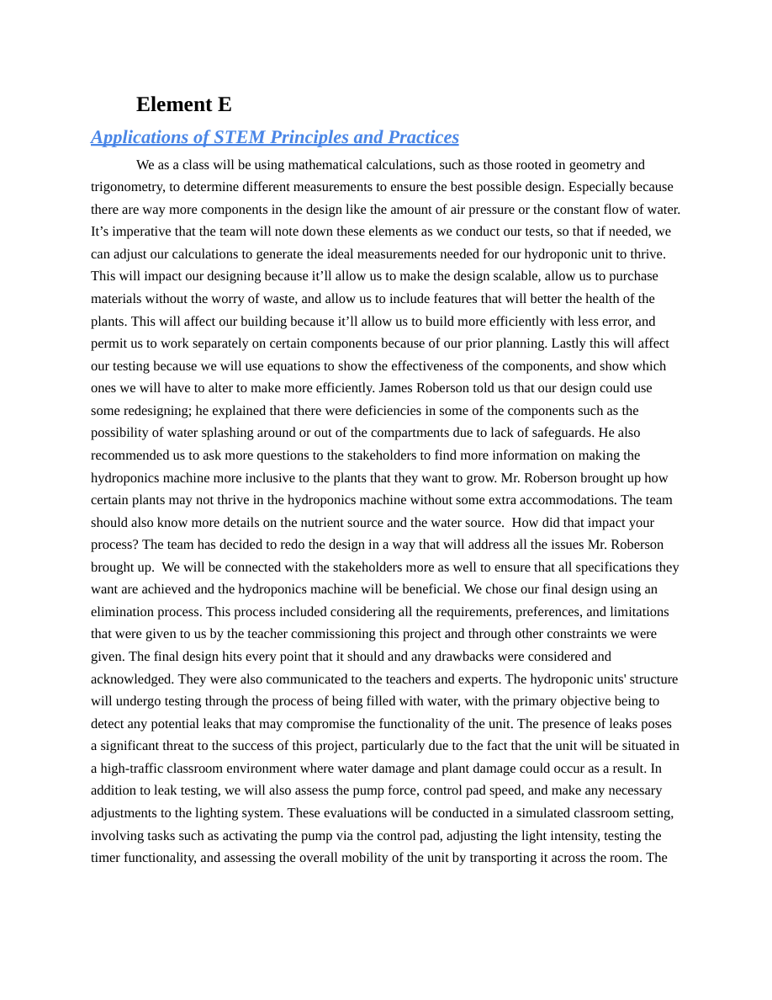 Element E
Applications of STEM Principles and Practices
We as a class will be using mathematical calculations, such as those rooted in geometry and
trigonometry, to determine different measurements to ensure the best possible design. Especially because
there are way more components in the design like the amount of air pressure or the constant flow of water.
It’s imperative that the team will note down these elements as we conduct our tests, so that if needed, we
can adjust our calculations to generate the ideal measurements needed for our hydroponic unit to thrive.
This will impact our designing because it’ll allow us to make the design scalable, allow us to purchase
materials without the worry of waste, and allow us to include features that will better the health of the
plants. This will affect our building because it’ll allow us to build more efficiently with less error, and
permit us to work separately on certain components because of our prior planning. Lastly this will affect
our testing because we will use equations to show the effectiveness of the components, and show which
ones we will have to alter to make more efficiently. James Roberson told us that our design could use
some redesigning; he explained that there were deficiencies in some of the components such as the
possibility of water splashing around or out of the compartments due to lack of safeguards. He also
recommended us to ask more questions to the stakeholders to find more information on making the
hydroponics machine more inclusive to the plants that they want to grow. Mr. Roberson brought up how
certain plants may not thrive in the hydroponics machine without some extra accommodations. The team
should also know more details on the nutrient source and the water source.  How did that impact your
process? The team has decided to redo the design in a way that will address all the issues Mr. Roberson
brought up.  We will be connected with the stakeholders more as well to ensure that all specifications they
want are achieved and the hydroponics machine will be beneficial. We chose our final design using an
elimination process. This process included considering all the requirements, preferences, and limitations
that were given to us by the teacher commissioning this project and through other constraints we were
given. The final design hits every point that it should and any drawbacks were considered and
acknowledged. They were also communicated to the teachers and experts. The hydroponic units' structure
will undergo testing through the process of being filled with water, with the primary objective being to
detect any potential leaks that may compromise the functionality of the unit. The presence of leaks poses
a significant threat to the success of this project, particularly due to the fact that the unit will be situated in
a high-traffic classroom environment where water damage and plant damage could occur as a result. In
addition to leak testing, we will also assess the pump force, control pad speed, and make any necessary
adjustments to the lighting system. These evaluations will be conducted in a simulated classroom setting,
involving tasks such as activating the pump via the control pad, adjusting the light intensity, testing the
timer functionality, and assessing the overall mobility of the unit by transporting it across the room. The